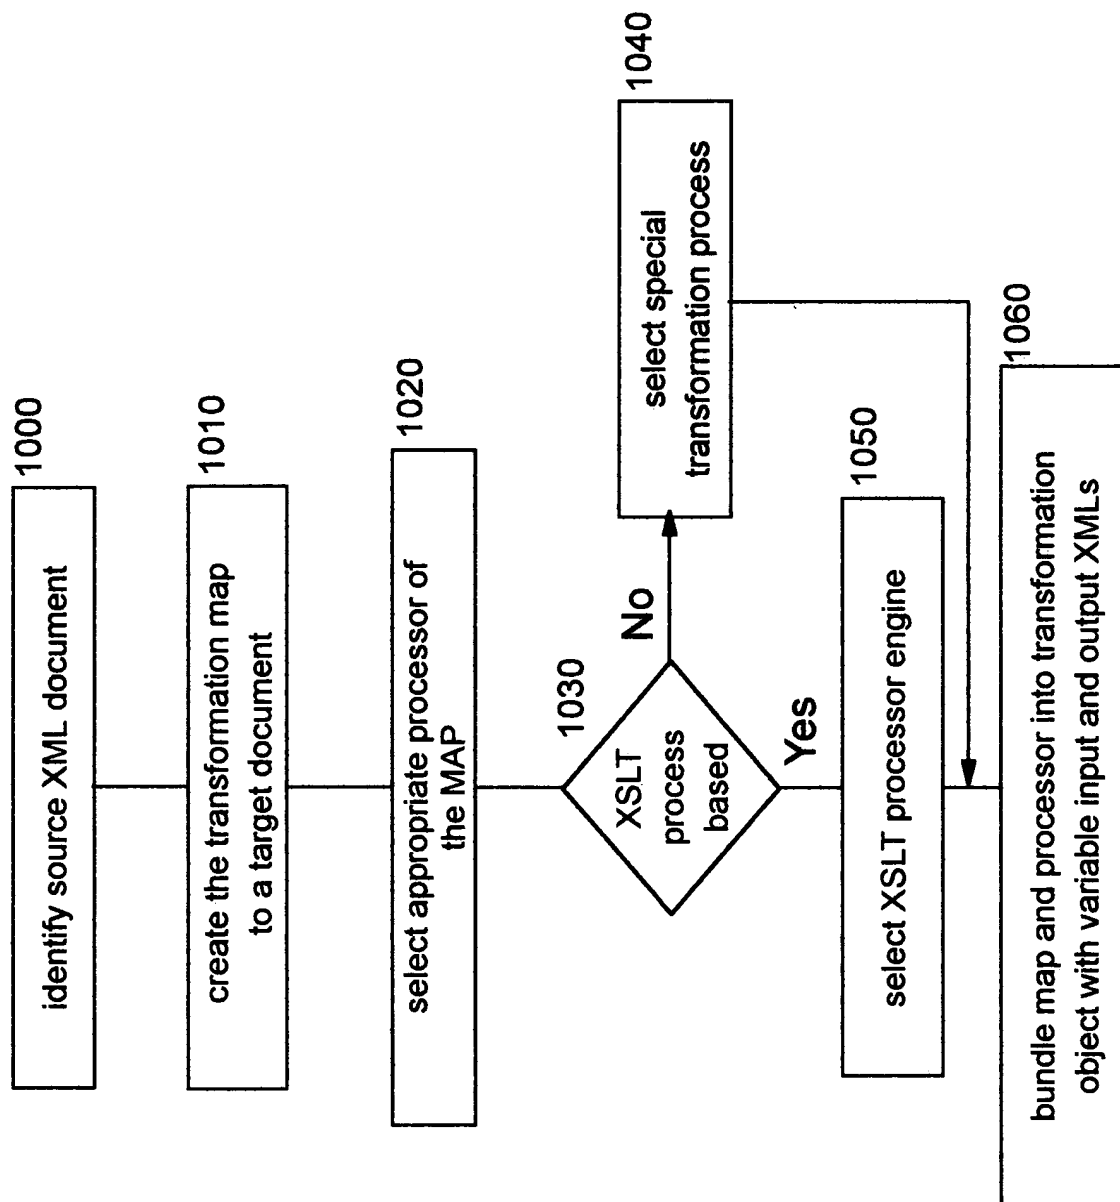 1000
identify source XML document
1010
create the transformation map
to a target document
1020
select appropriate processor of
the MAP
1030
XSLT
process
based
No
1040
select special
transformation process
Yes
1050
select XSLT processor engine
1060
bundle map and processor into transformation
object with variable input and output XMLs